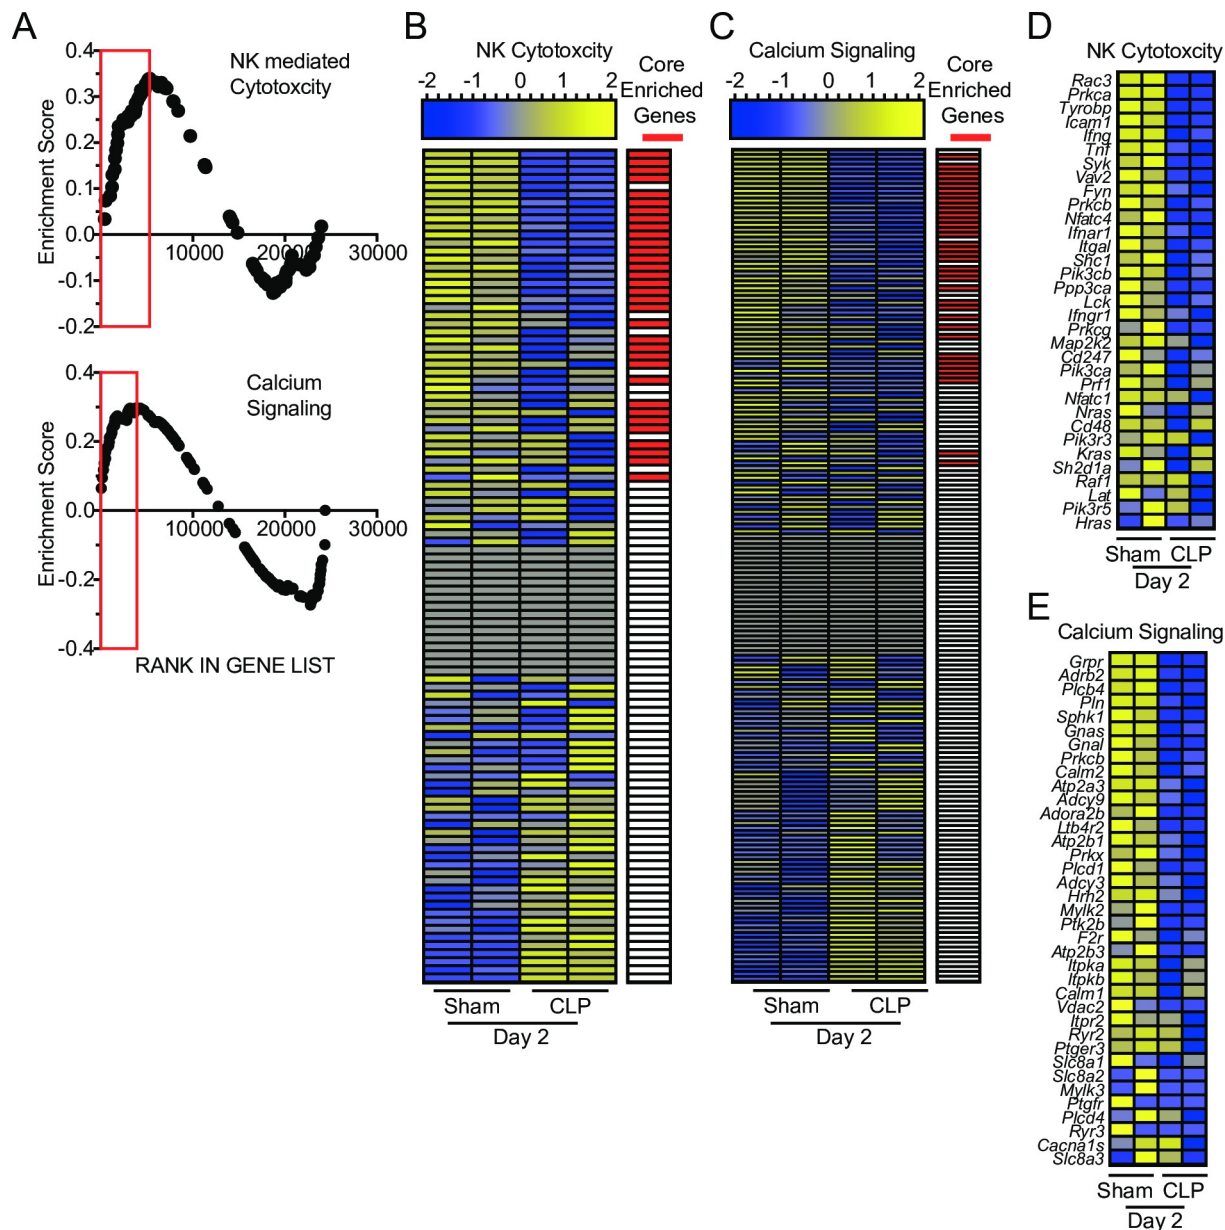 A
NK mediated
Cytotoxcity
Enrichment Score
0.4
0.3
0.2
0.1
0.0
-0.1
-0.2
10000
20000
30000
Calcium
Signaling
Enrichment Score
0.4
0.2
0.0
-0.2
-0.4
10000
20000
30000
RANK IN GENE LIST
B
NK Cytotoxcity
-2 -1 0 1 2
Core
Enriched
Genes
Sham CLP
Day 2
C
Calcium Signaling
-2 -1 0 1 2
Core
Enriched
Genes
Sham CLP
Day 2
D
NK Cytotoxcity
Rac3
Prkca
Tyrobp
Icam1
Ifng
Tnf
Syk
Vav2
Fyn
Prkcb
Nfatc4
Ifnar1
Itgal
Shc1
Pik3cb
Ppp3ca
Lck
Ifngr1
Prkcg
Map2k2
Cd247
Pik3ca
Prf1
Nfatc1
Nras
Cd48
Pik3r3
Kras
Sh2d1a
Raf1
Lat
Pik3r5
Hras
Sham CLP
Day 2
E
Calcium Signaling
Grpr
Adrb2
Plcb4
Pln
Sphk1
Gnas
Gnal
Prkcb
Calm2
Atp2a3
Adcy9
Adora2b
Ltb4r2
Atp2b1
Prkx
Plcd1
Adcy3
Hrh2
Mylk2
Ptk2b
F2r
Atp2b3
Itpka
Itpkb
Calm1
Vdac2
Itpr2
Ryr2
Ptger3
Slc8a1
Slc8a2
Mylk3
Ptgfr
Plcd4
Ryr3
Cacna1s
Slc8a3
Sham CLP
Day 2